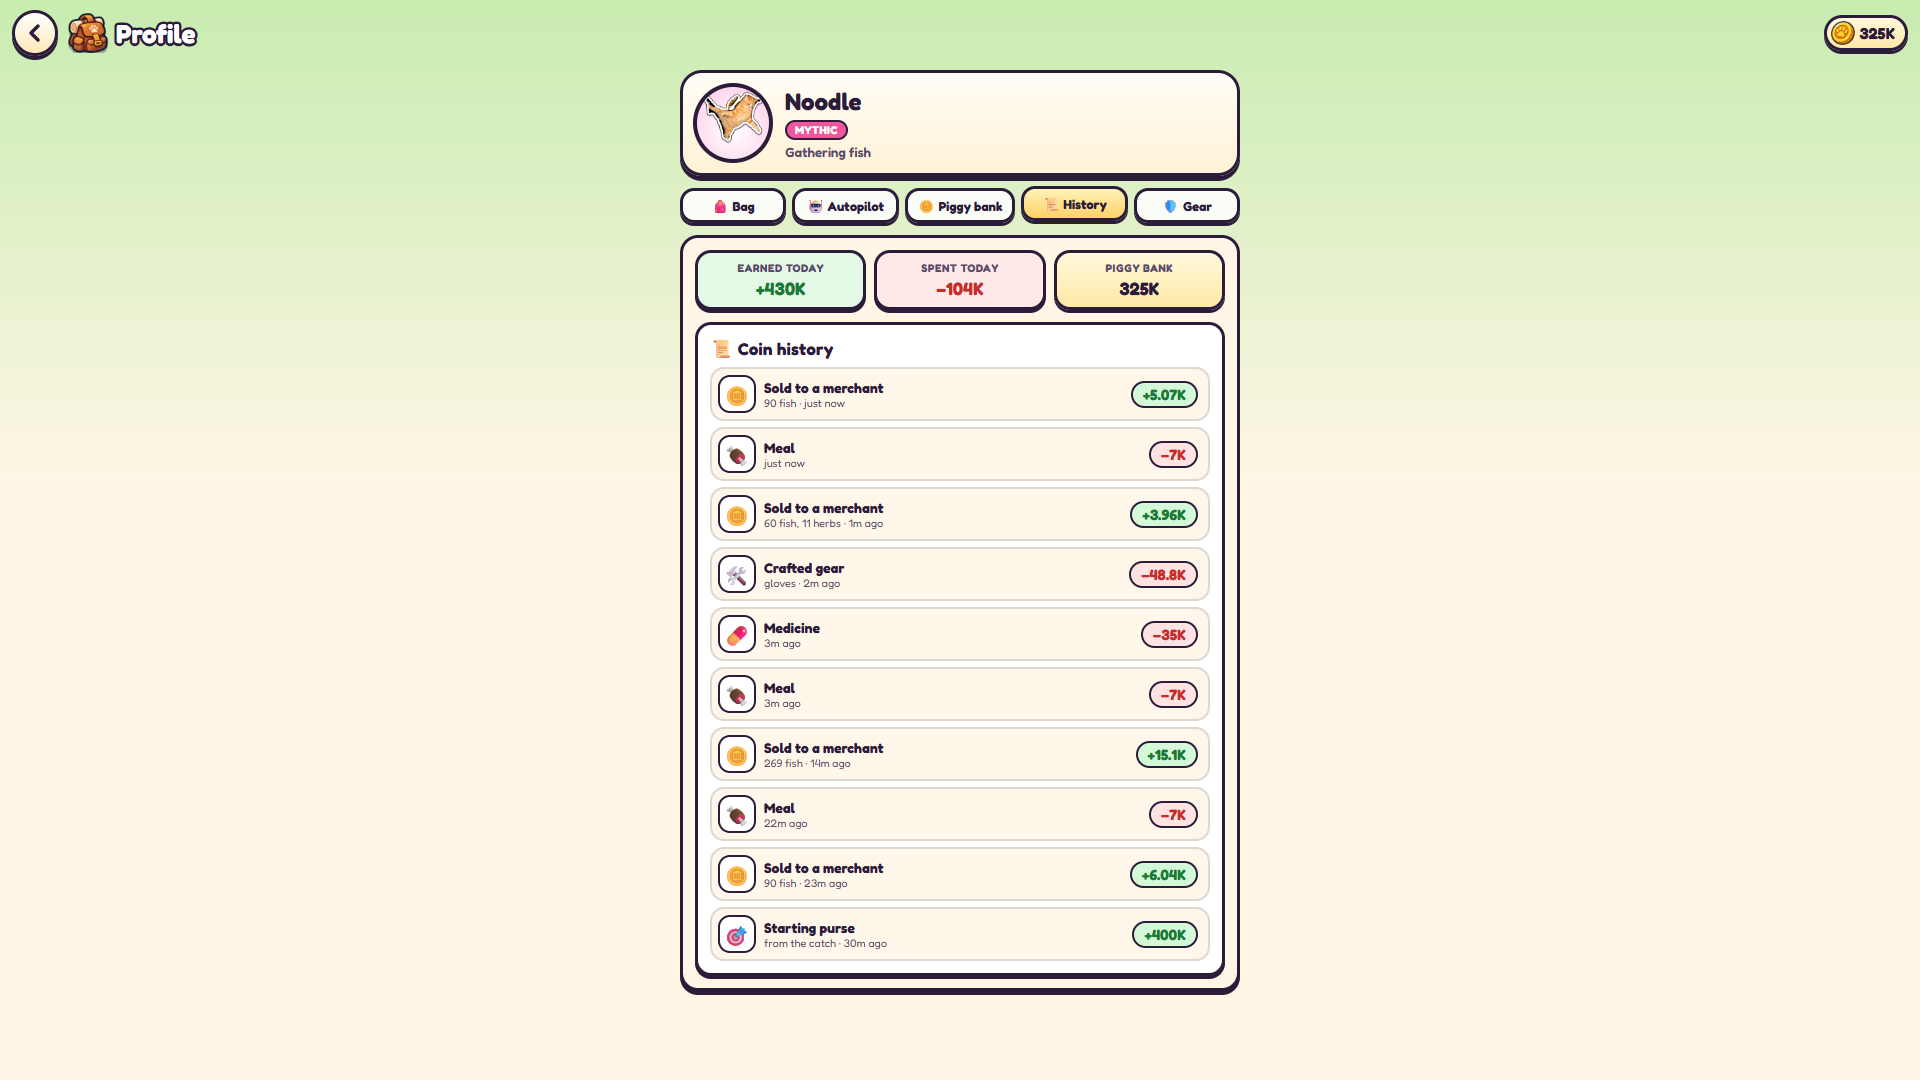 Profile
325K
Noodle
MYTHIC
Gathering fish
Bag
Autopilot
Piggy bank
History
Gear
EARNED TODAY
+430K
SPENT TODAY
−104K
PIGGY BANK
325K
Coin history
Sold to a merchant
90 fish · just now
+5.07K
Meal
just now
−7K
Sold to a merchant
60 fish, 11 herbs · 1m ago
+3.96K
Crafted gear
gloves · 2m ago
−48.8K
Medicine
3m ago
−35K
Meal
3m ago
−7K
Sold to a merchant
269 fish · 14m ago
+15.1K
Meal
22m ago
−7K
Sold to a merchant
90 fish · 23m ago
+6.04K
Starting purse
from the catch · 30m ago
+400K